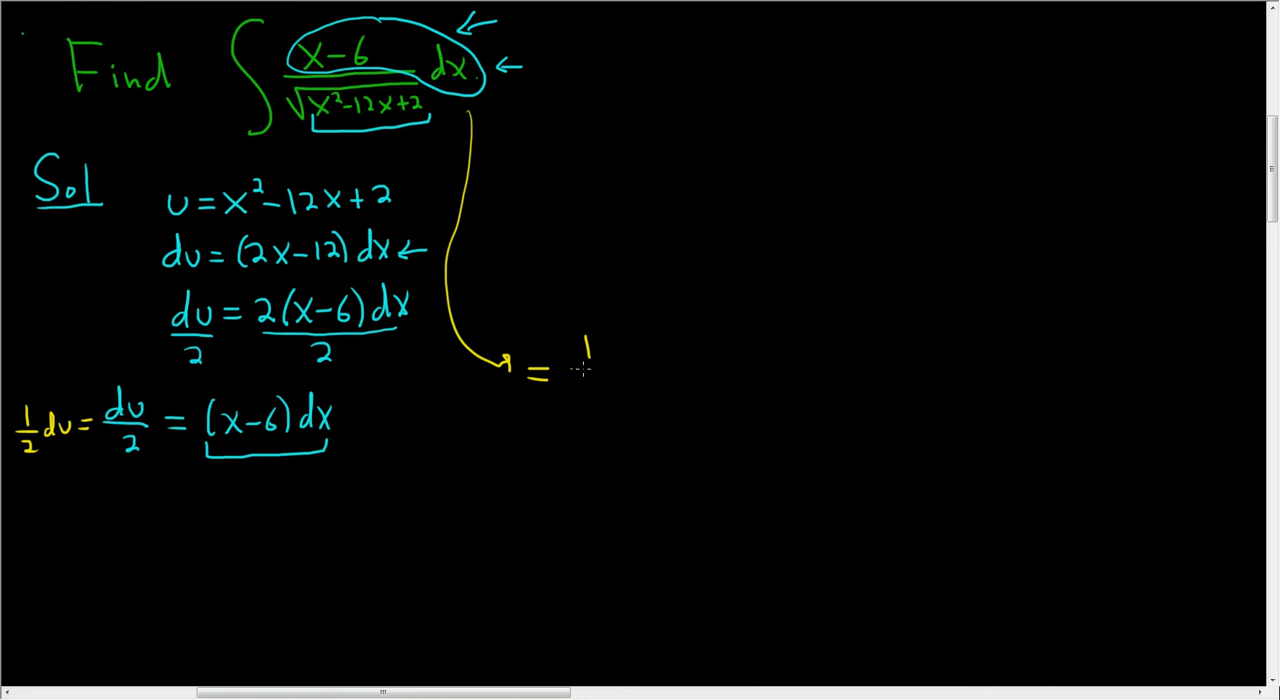 Find ∫ x-6 / √(x²-12x+2) dx.
Sol
u = x²-12x+2
du = (2x-12) dx ←
du/2 = 2(x-6)dx/2
1/2 du = du/2 = (x-6) dx
= 1